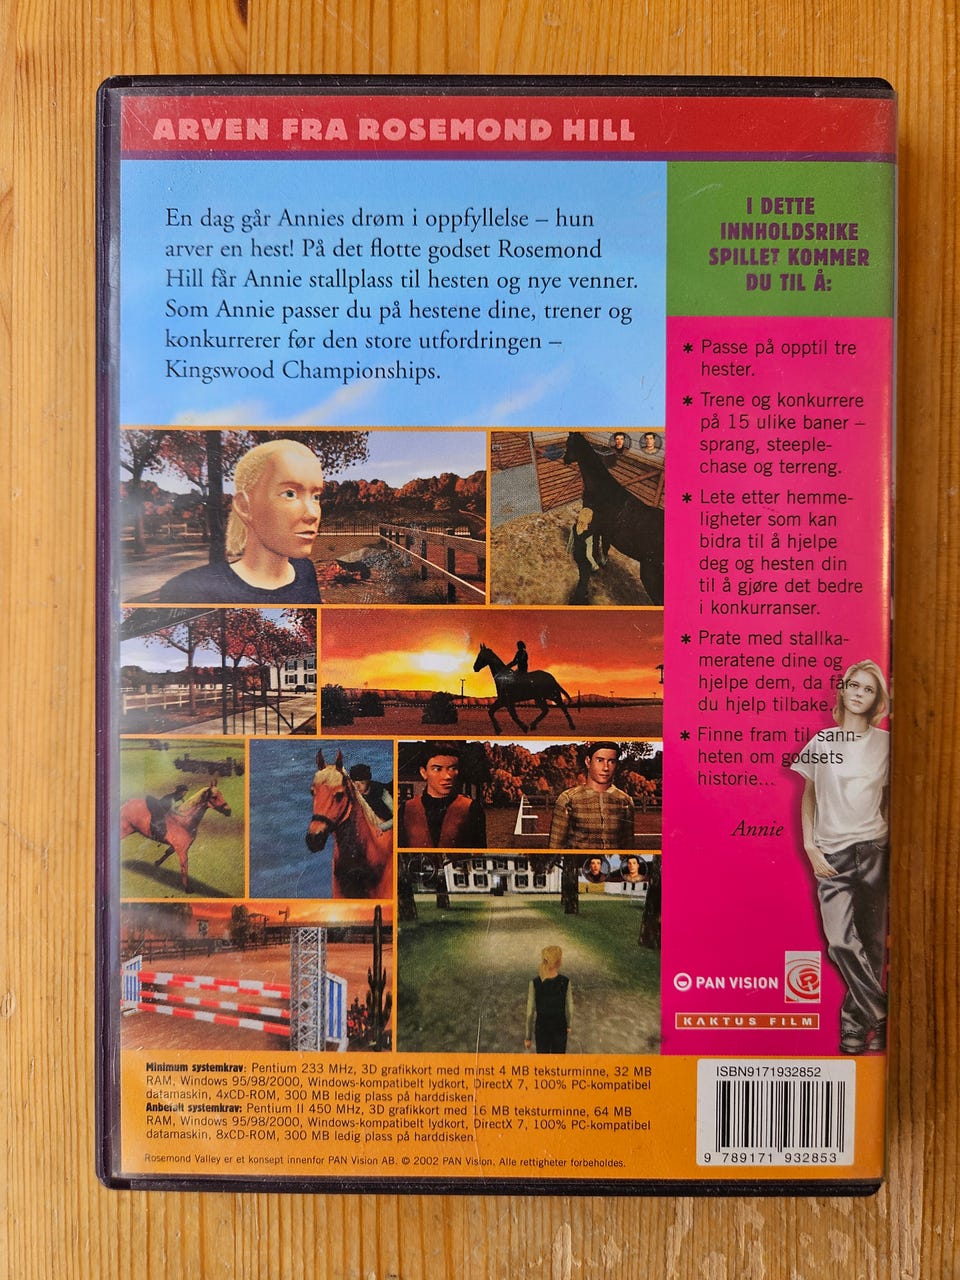 ARVEN FRA ROSEMOND HILL
En dag går Annies drøm i oppfyllelse – hun
arver en hest! På det flotte godset Rosemond
Hill får Annie stallplass til hesten og nye venner.
Som Annie passer du på hestene dine, trener og
konkurrerer før den store utfordringen –
Kingswood Championships.
I DETTE
INNHOLDSRIKE
SPILLET KOMMER
DU TIL Å:
* Passe på opptil tre
hester.
* Trene og konkurrere
på 15 ulike baner –
sprang, steeple-
chase og terreng.
* Lete etter hemme-
ligheter som kan
bidra til å hjelpe
deg og hesten din
til å gjøre det bedre
i konkurranser.
* Prate med stallka-
meratene dine og
hjelpe dem, da får
du hjelp tilbake.
* Finne fram til sann-
heten om godsets
historie...
Annie
PAN VISION
KAKTUS FILM
Minimum systemkrav: Pentium 233 MHz, 3D grafikkort med minst 4 MB teksturminne, 32 MB
RAM, Windows 95/98/2000, Windows-kompatibelt lydkort, DirectX 7, 100% PC-kompatibel
datamaskin, 4xCD-ROM, 300 MB ledig plass på harddisken.
Anbefalt systemkrav: Pentium II 450 MHz, 3D grafikkort med 16 MB teksturminne, 64 MB
RAM, Windows 95/98/2000, Windows-kompatibelt lydkort, DirectX 7, 100% PC-kompatibel
datamaskin, 8xCD-ROM, 300 MB ledig plass på harddisken.
Rosemond Valley er et konsept innenfor PAN Vision AB. © 2002 PAN Vision. Alle rettigheter forbeholdes.
ISBN9171932852
9 789171 932853